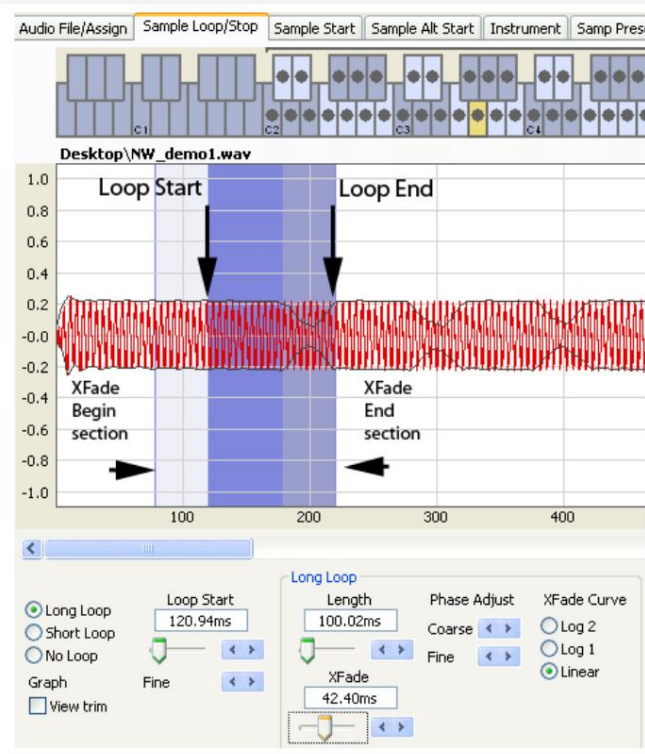 Audio File/Assign Sample Loop/Stop Sample Start Sample Alt Start Instrument Samp Pres
C1 C2 C3 C4
Desktop\NW_demo1.wav
1.0
Loop Start Loop End
0.8
0.6
0.4
0.2
-0.0
-0.2
-0.4
XFade
Begin
section
XFade
End
section
-0.6
-0.8
-1.0
100 200 300 400
Long Loop
Short Loop
No Loop
Graph
View trim
Loop Start
120.94ms
Fine
Long Loop
Length
100.02ms
XFade
42.40ms
Phase Adjust
Coarse
Fine
XFade Curve
Log 2
Log 1
Linear